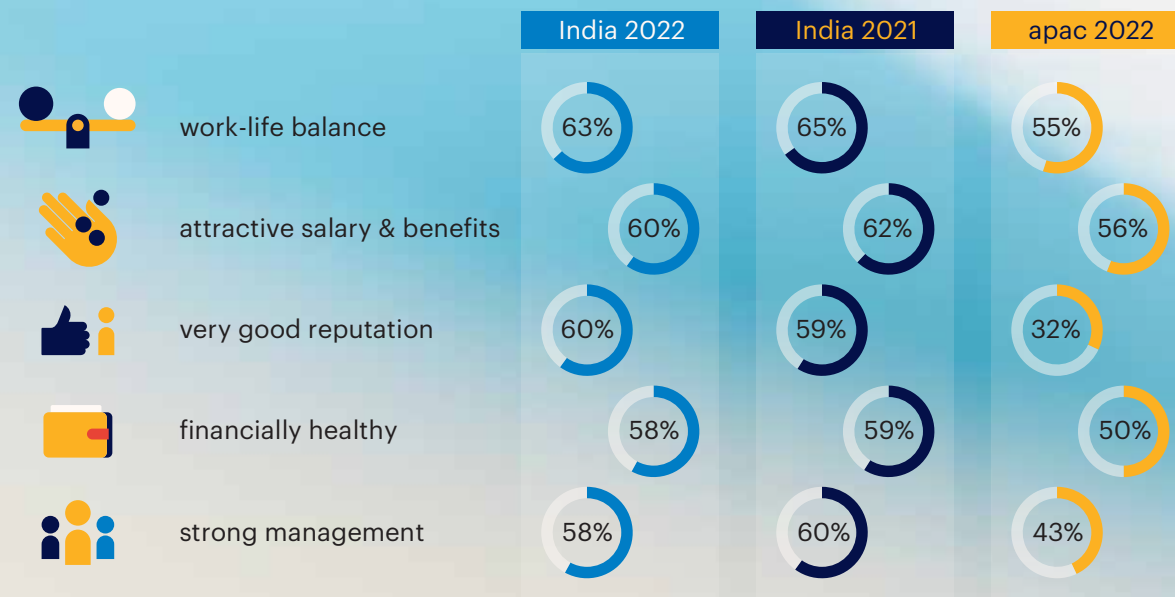 India 2022 India 2021 apac 2022
work-life balance 63% 65% 55%
attractive salary & benefits 60% 62% 56%
very good reputation 60% 59% 32%
financially healthy 58% 59% 50%
strong management 58% 60% 43%